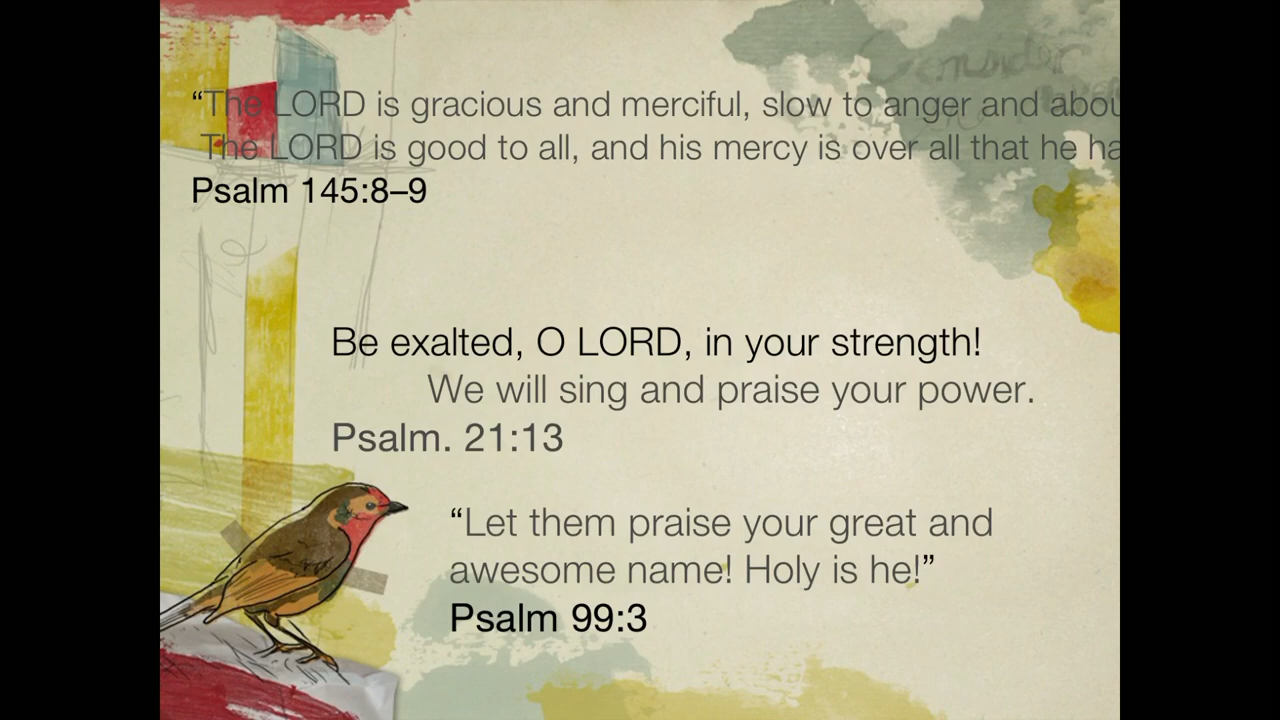 Consider
“The LORD is gracious and merciful, slow to anger and abou
The LORD is good to all, and his mercy is over all that he ha
Psalm 145:8–9
Be exalted, O LORD, in your strength!
We will sing and praise your power.
Psalm. 21:13
“Let them praise your great and
awesome name! Holy is he!”
Psalm 99:3